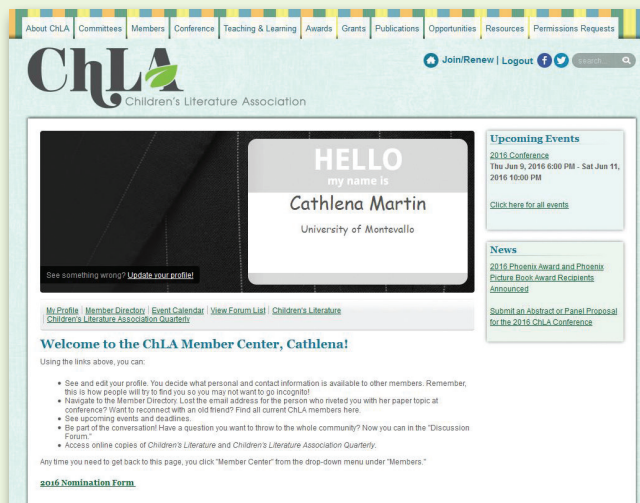 About ChLA Committees Members Conference Teaching & Learning Awards Grants Publications Opportunities Resources Permissions Requests
ChLA
Children's Literature Association
Join/Renew | Logout search...
HELLO
my name is
Cathlena Martin
University of Montevallo
See something wrong? Update your profile!
My Profile | Member Directory | Event Calendar | View Forum List | Children's Literature
Children's Literature Association Quarterly
Welcome to the ChLA Member Center, Cathlena!
Using the links above, you can:
See and edit your profile. You decide what personal and contact information is available to other members. Remember,
this is how people will try to find you so you may not want to go incognito!
Navigate to the Member Directory. Lost the email address for the person who riveted you with her paper topic at
conference? Want to reconnect with an old friend? Find all current ChLA members here.
See upcoming events and deadlines.
Be part of the conversation! Have a question you want to throw to the whole community? Now you can in the "Discussion
Forum."
Access online copies of Children's Literature and Children's Literature Association Quarterly.
Any time you need to get back to this page, you click "Member Center" from the drop-down menu under "Members."
2016 Nomination Form
Upcoming Events
2016 Conference
Thu Jun 9, 2016 6:00 PM - Sat Jun 11,
2016 10:00 PM
Click here for all events
News
2016 Phoenix Award and Phoenix
Picture Book Award Recipients
Announced
Submit an Abstract or Panel Proposal
for the 2016 ChLA Conference